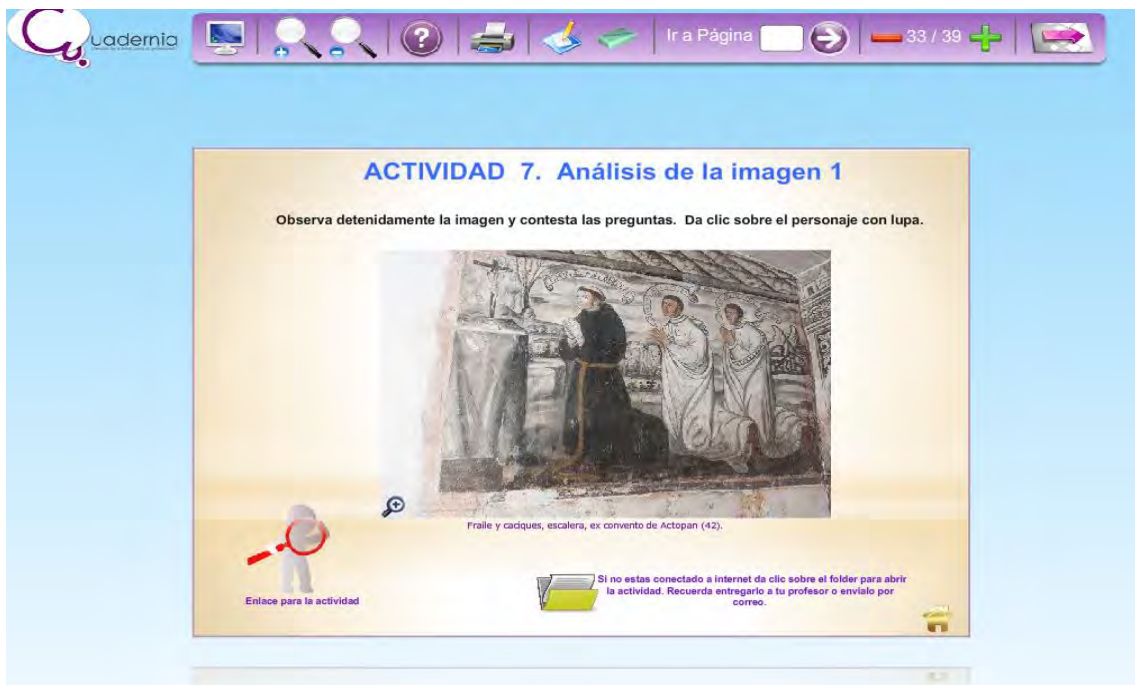 uadernia
Ir a Página
33 / 39
ACTIVIDAD 7. Análisis de la imagen 1
Observa detenidamente la imagen y contesta las preguntas. Da clic sobre el personaje con lupa.
Fraile y caciques, escalera, ex convento de Actopan (42).
Enlace para la actividad
Si no estas conectado a internet da clic sobre el folder para abrir
la actividad. Recuerda entregarlo a tu profesor o envíalo por
correo.